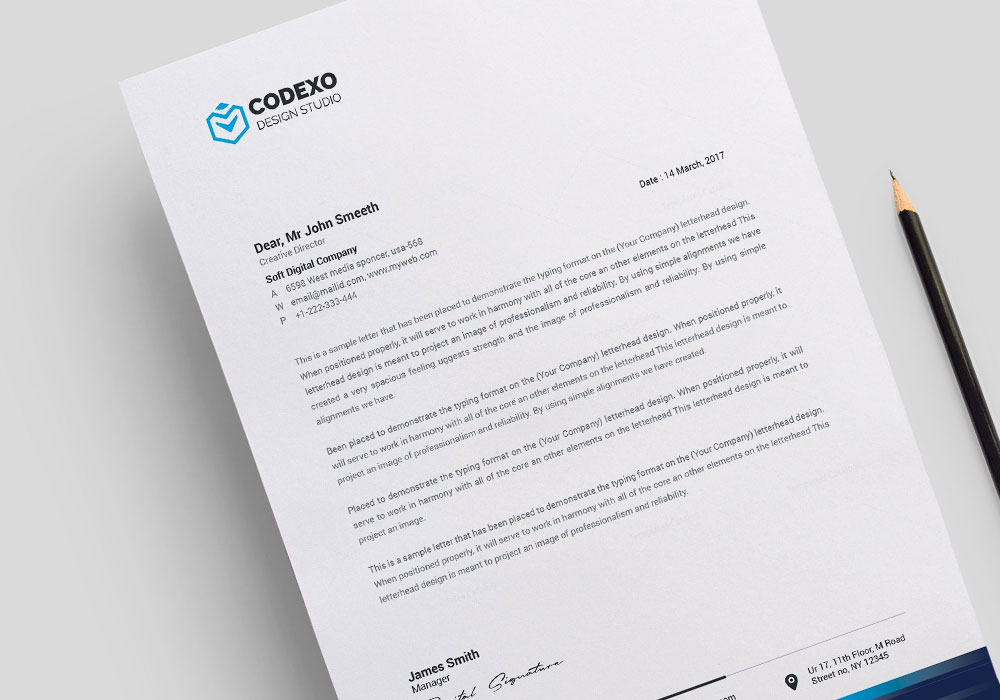 CODEXO
DESIGN STUDIO
Date : 14 March, 2017
Dear, Mr John Smeeth
Creative Director
Soft Digital Company
A 6598 West media sponcer, usa-568
W email@mailid.com, www.myweb.com
P +1-222-333-444
This is a sample letter that has been placed to demonstrate the typing format on the (Your Company) letterhead design.
When positioned properly, it will serve to work in harmony with all of the core an other elements on the letterhead This
letterhead design is meant to project an image of professionalism and reliability. By using simple alignments we have
created a very spacious feeling uggests strength and the image of professionalism and reliability. By using simple
alignments we have.
Been placed to demonstrate the typing format on the (Your Company) letterhead design. When positioned properly, it
will serve to work in harmony with all of the core an other elements on the letterhead This letterhead design is meant to
project an image of professionalism and reliability. By using simple alignments we have created.
Placed to demonstrate the typing format on the (Your Company) letterhead design. When positioned properly, it will
serve to work in harmony with all of the core an other elements on the letterhead This letterhead design is meant to
project an image.
This is a sample letter that has been placed to demonstrate the typing format on the (Your Company) letterhead design.
When positioned properly, it will serve to work in harmony with all of the core an other elements on the letterhead This
letterhead design is meant to project an image of professionalism and reliability.
James Smith
Manager
Signature
Ur 17, 11th Floor, M Road
Street no, NY 12345